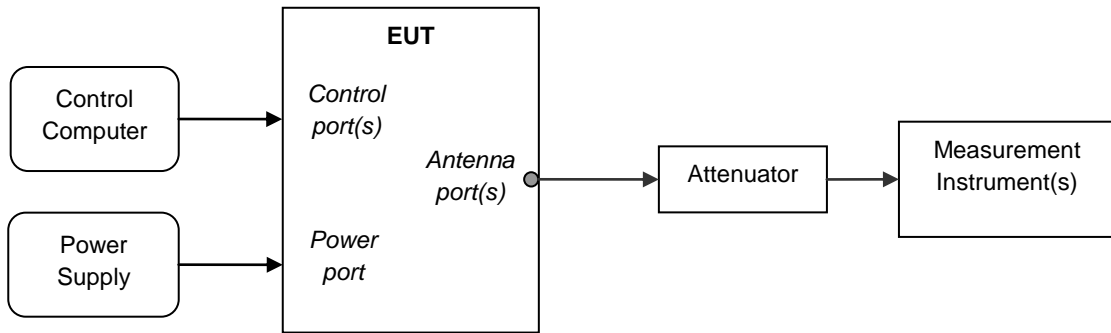 EUT
Control
Computer
Control
port(s)
Antenna
port(s)
Attenuator
Measurement
Instrument(s)
Power
Supply
Power
port